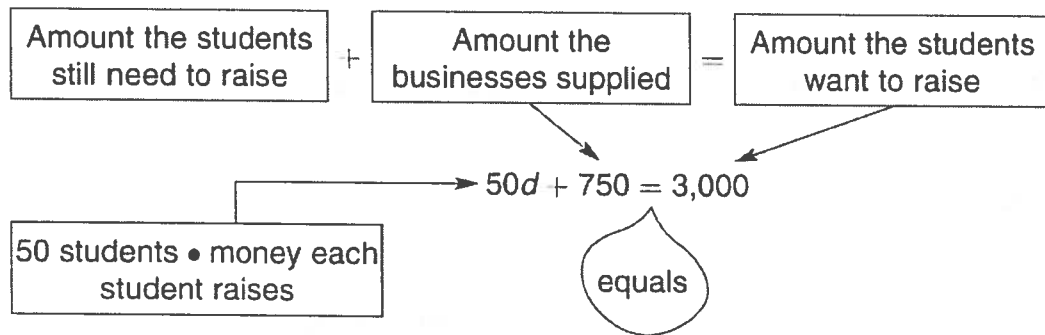 Amount the students
still need to raise
+
Amount the
businesses supplied
=
Amount the students
want to raise
50d + 750 = 3,000
50 students • money each
student raises
equals